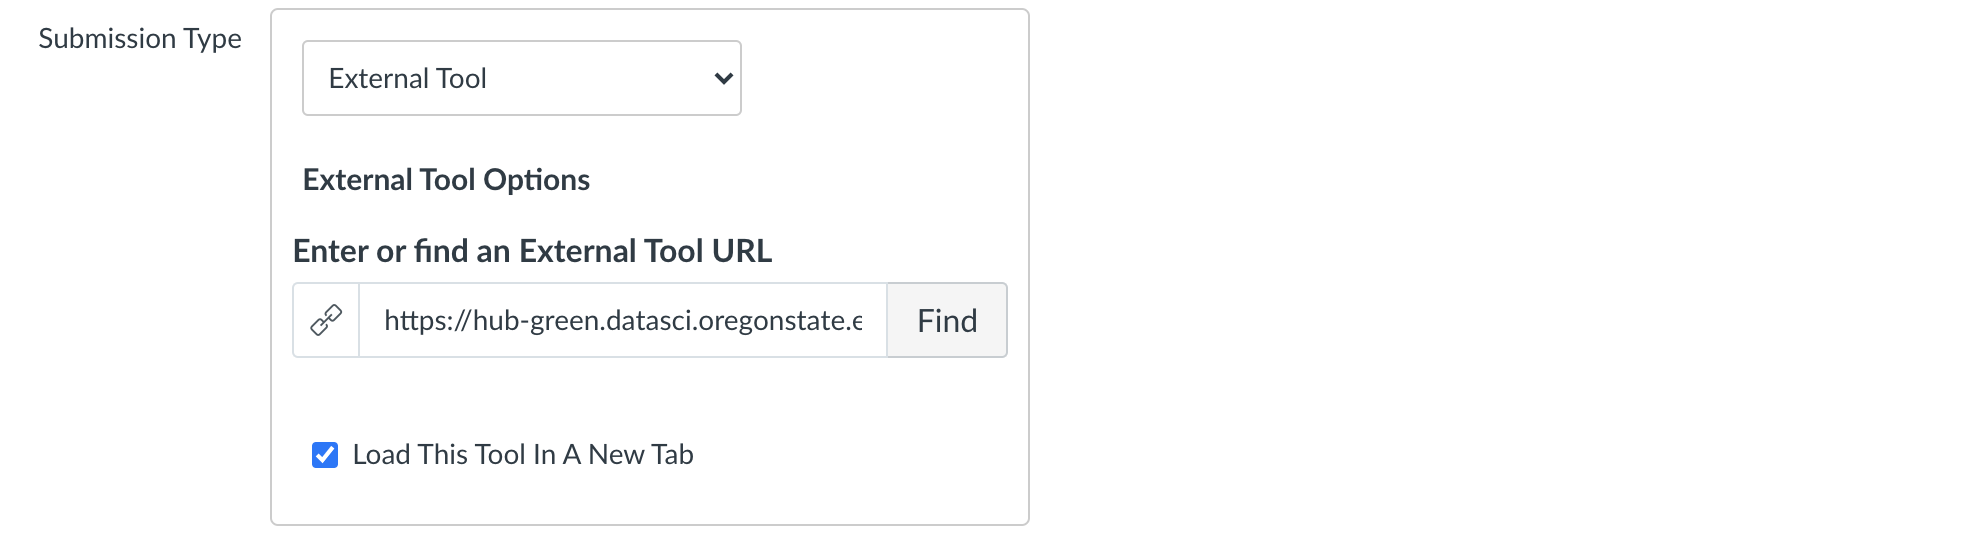 Submission Type
External Tool
External Tool Options
Enter or find an External Tool URL
https://hub-green.datasci.oregonstate.e
Find
Load This Tool In A New Tab